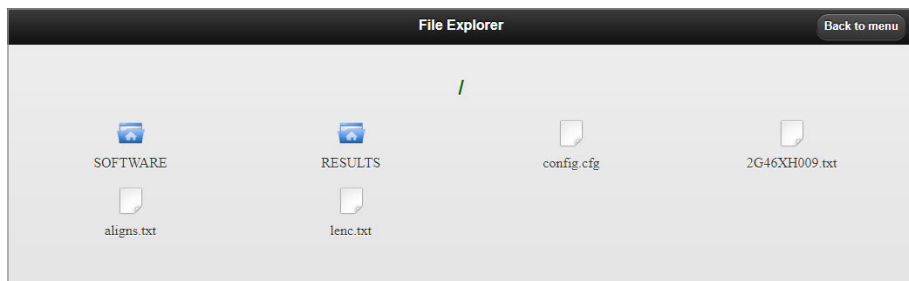 File Explorer
Back to menu
/
SOFTWARE RESULTS config.cfg 2G46XH009.txt
aligns.txt lenc.txt